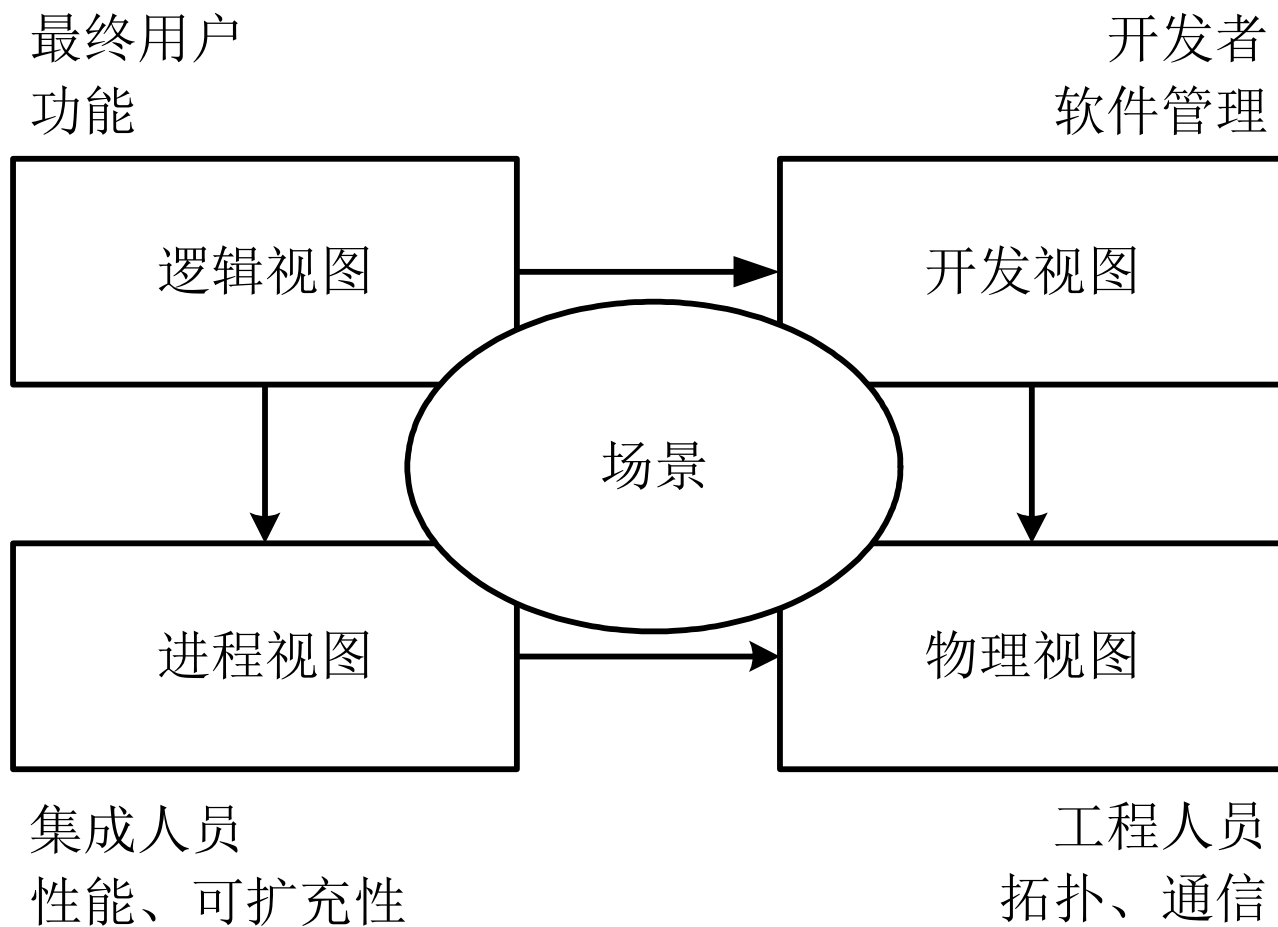 最终用户
功能
开发者
软件管理
逻辑视图
开发视图
场景
进程视图
物理视图
集成人员
性能、可扩充性
工程人员
拓扑、通信